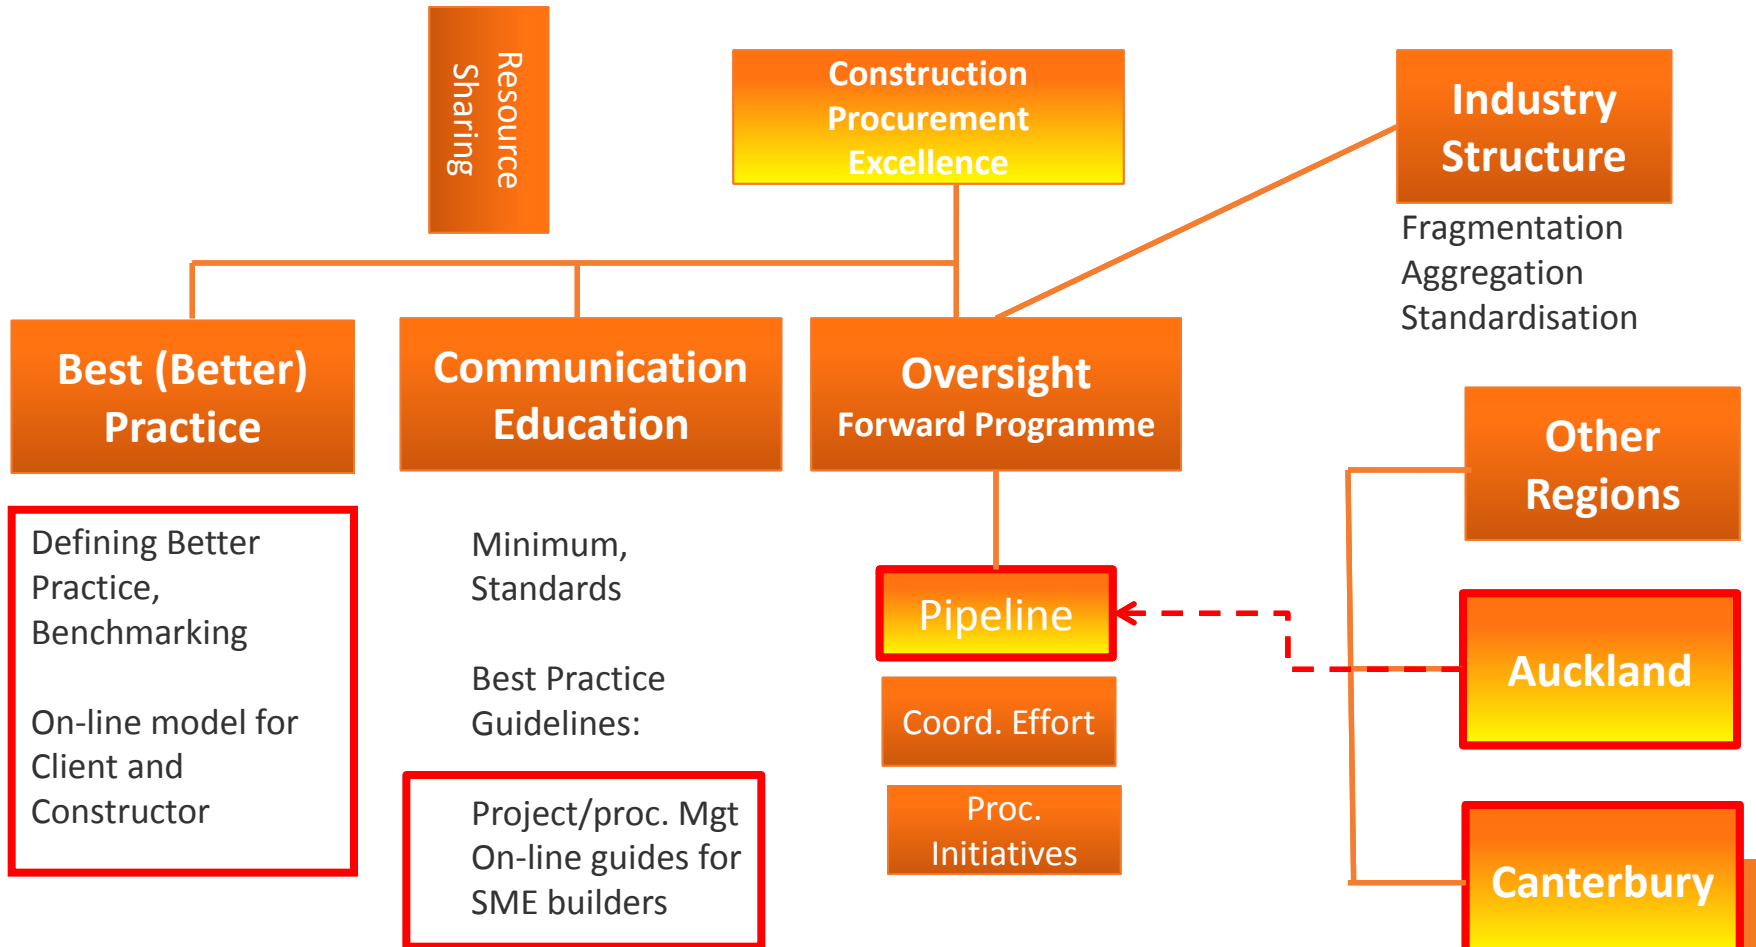 Resource
Sharing
Construction
Procurement
Excellence
Industry
Structure
Fragmentation
Aggregation
Standardisation
Best (Better)
Practice
Communication
Education
Oversight
Forward Programme
Other
Regions
Defining Better
Practice,
Benchmarking
On-line model for
Client and
Constructor
Minimum,
Standards
Best Practice
Guidelines:
Project/proc. Mgt
On-line guides for
SME builders
Pipeline
Coord. Effort
Proc.
Initiatives
Auckland
Canterbury